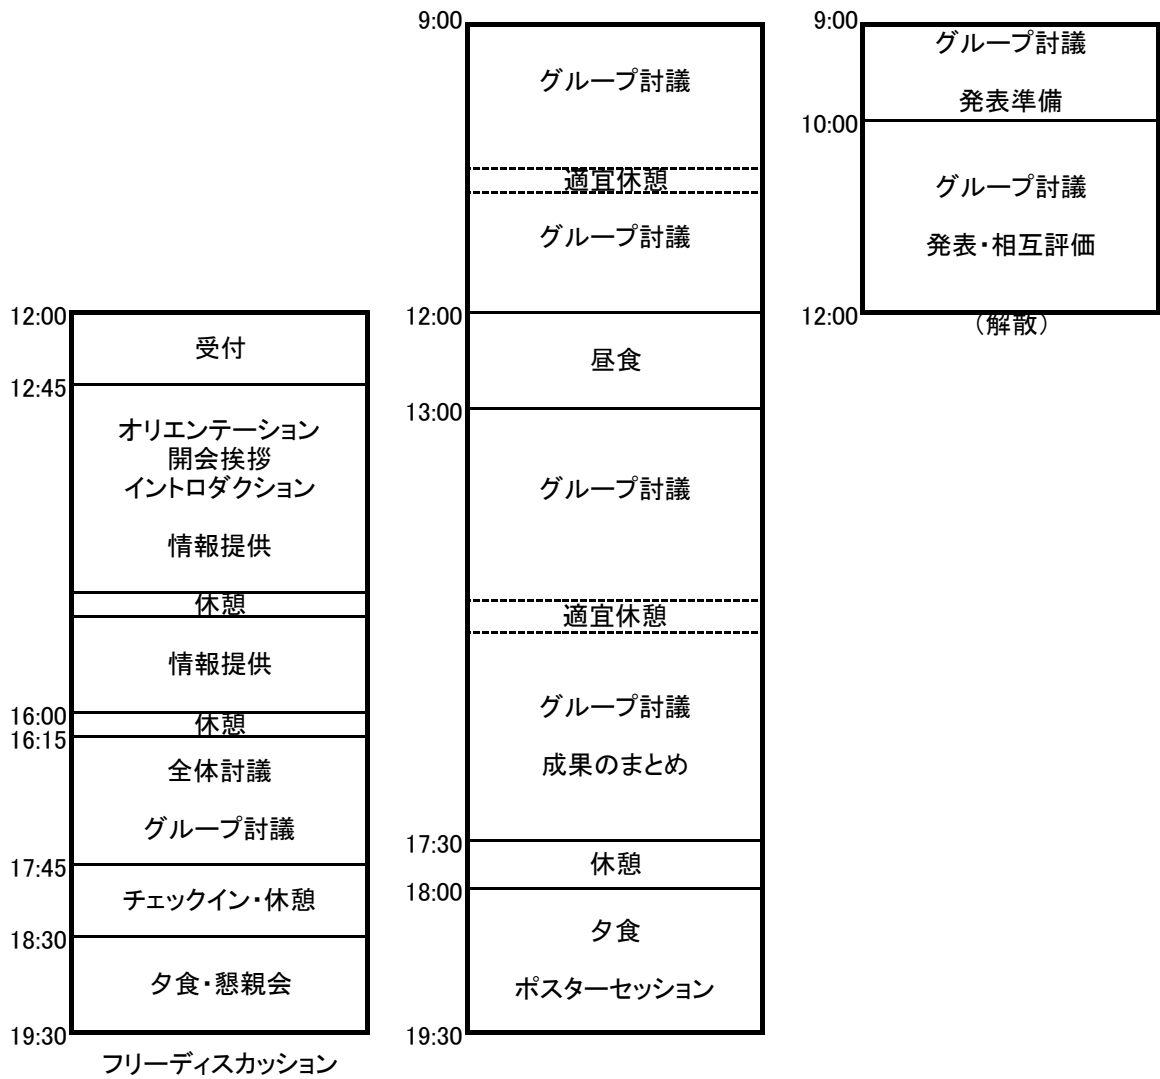 12:00
受付
12:45
オリエンテーション
開会挨拶
イントロダクション
情報提供
休憩
情報提供
16:00
休憩
16:15
全体討議
グループ討議
17:45
チェックイン・休憩
18:30
夕食・懇親会
19:30
フリーディスカッション
9:00
グループ討議
適宜休憩
グループ討議
12:00
昼食
13:00
グループ討議
適宜休憩
グループ討議
成果のまとめ
17:30
休憩
18:00
夕食
ポスターセッション
19:30
9:00
グループ討議
発表準備
10:00
グループ討議
発表・相互評価
12:00
（解散）